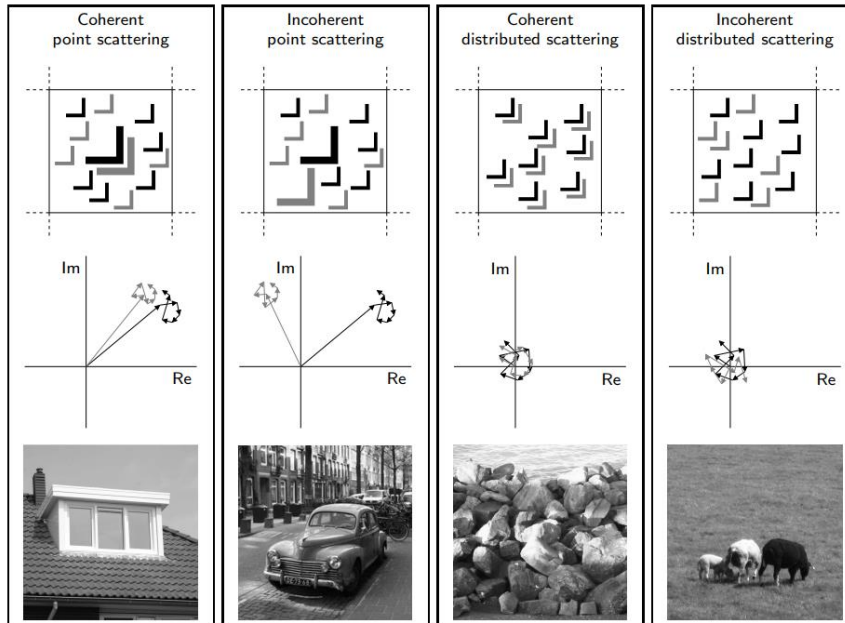 Coherent
point scattering
Incoherent
point scattering
Coherent
distributed scattering
Incoherent
distributed scattering
Im
Re
Im
Re
Im
Re
Im
Re